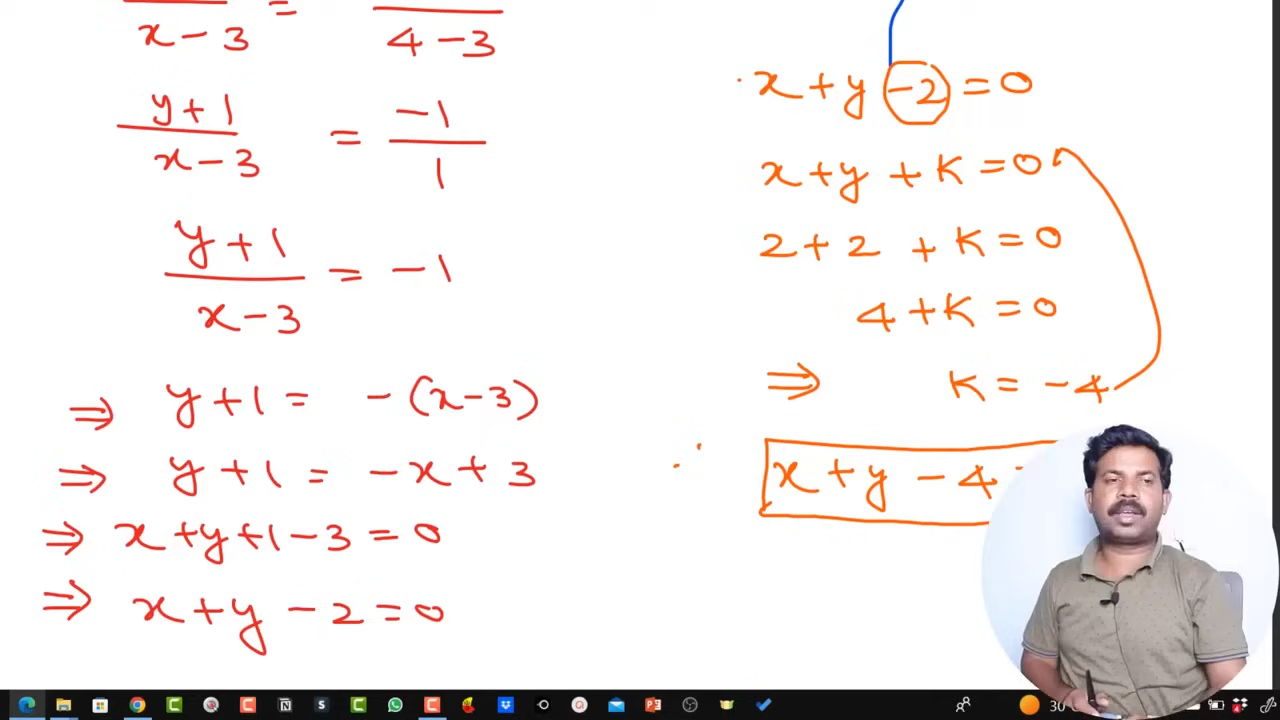 x - 3 = 4 - 3
y + 1 / x - 3 = -1 / 1
y + 1 / x - 3 = -1
⇒ y + 1 = -(x - 3)
⇒ y + 1 = -x + 3
⇒ x + y + 1 - 3 = 0
⇒ x + y - 2 = 0
x + y - 2 = 0
x + y + k = 0
2 + 2 + k = 0
4 + k = 0
⇒ k = -4
∴ x + y - 4
30